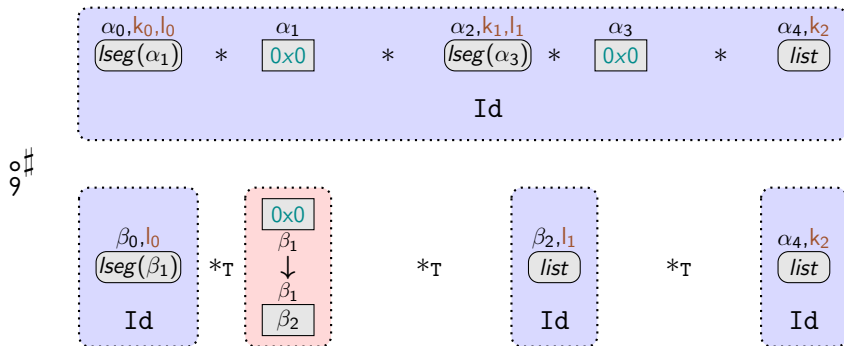 α₀,k₀,l₀ α₁ α₂,k₁,l₁ α₃ α₄,k₂
lseg(α₁) * 0x0 * lseg(α₃) * 0x0 * list
Id
⨟♯
0x0
β₀,l₀ β₁ β₂,l₁ α₄,k₂
lseg(β₁) *T ↓ *T list *T list
β₁
Id β₂ Id Id